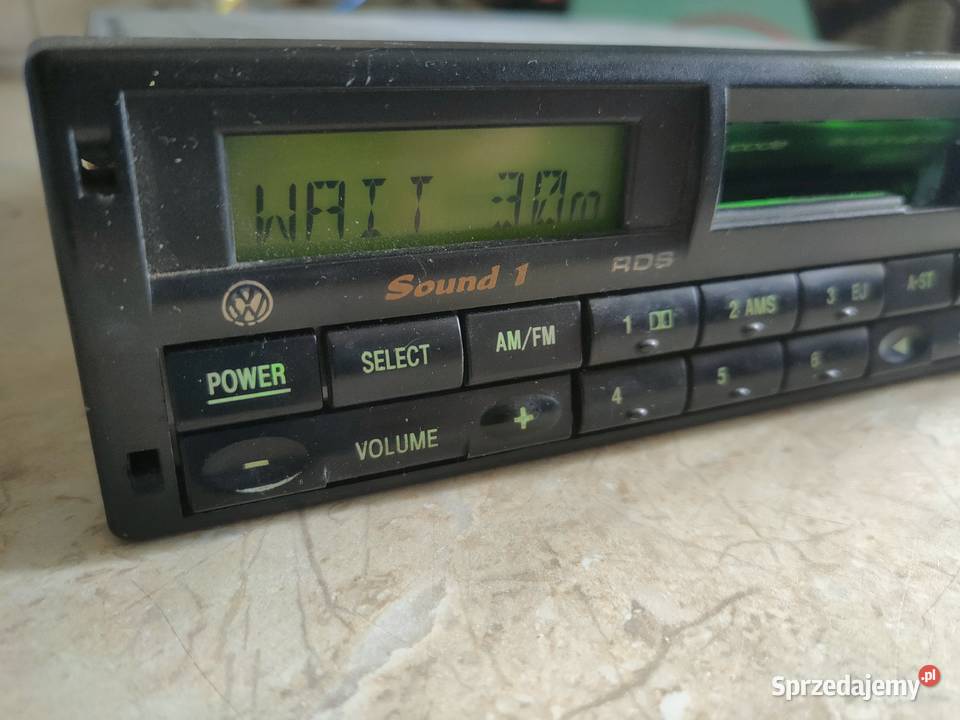 WAIT 30m
code
Sound 1
RDS
POWER
SELECT
AM/FM
1
2 AMS
3 EJ
A·ST
- VOLUME +
4
5
6
Sprzedajemy.pl